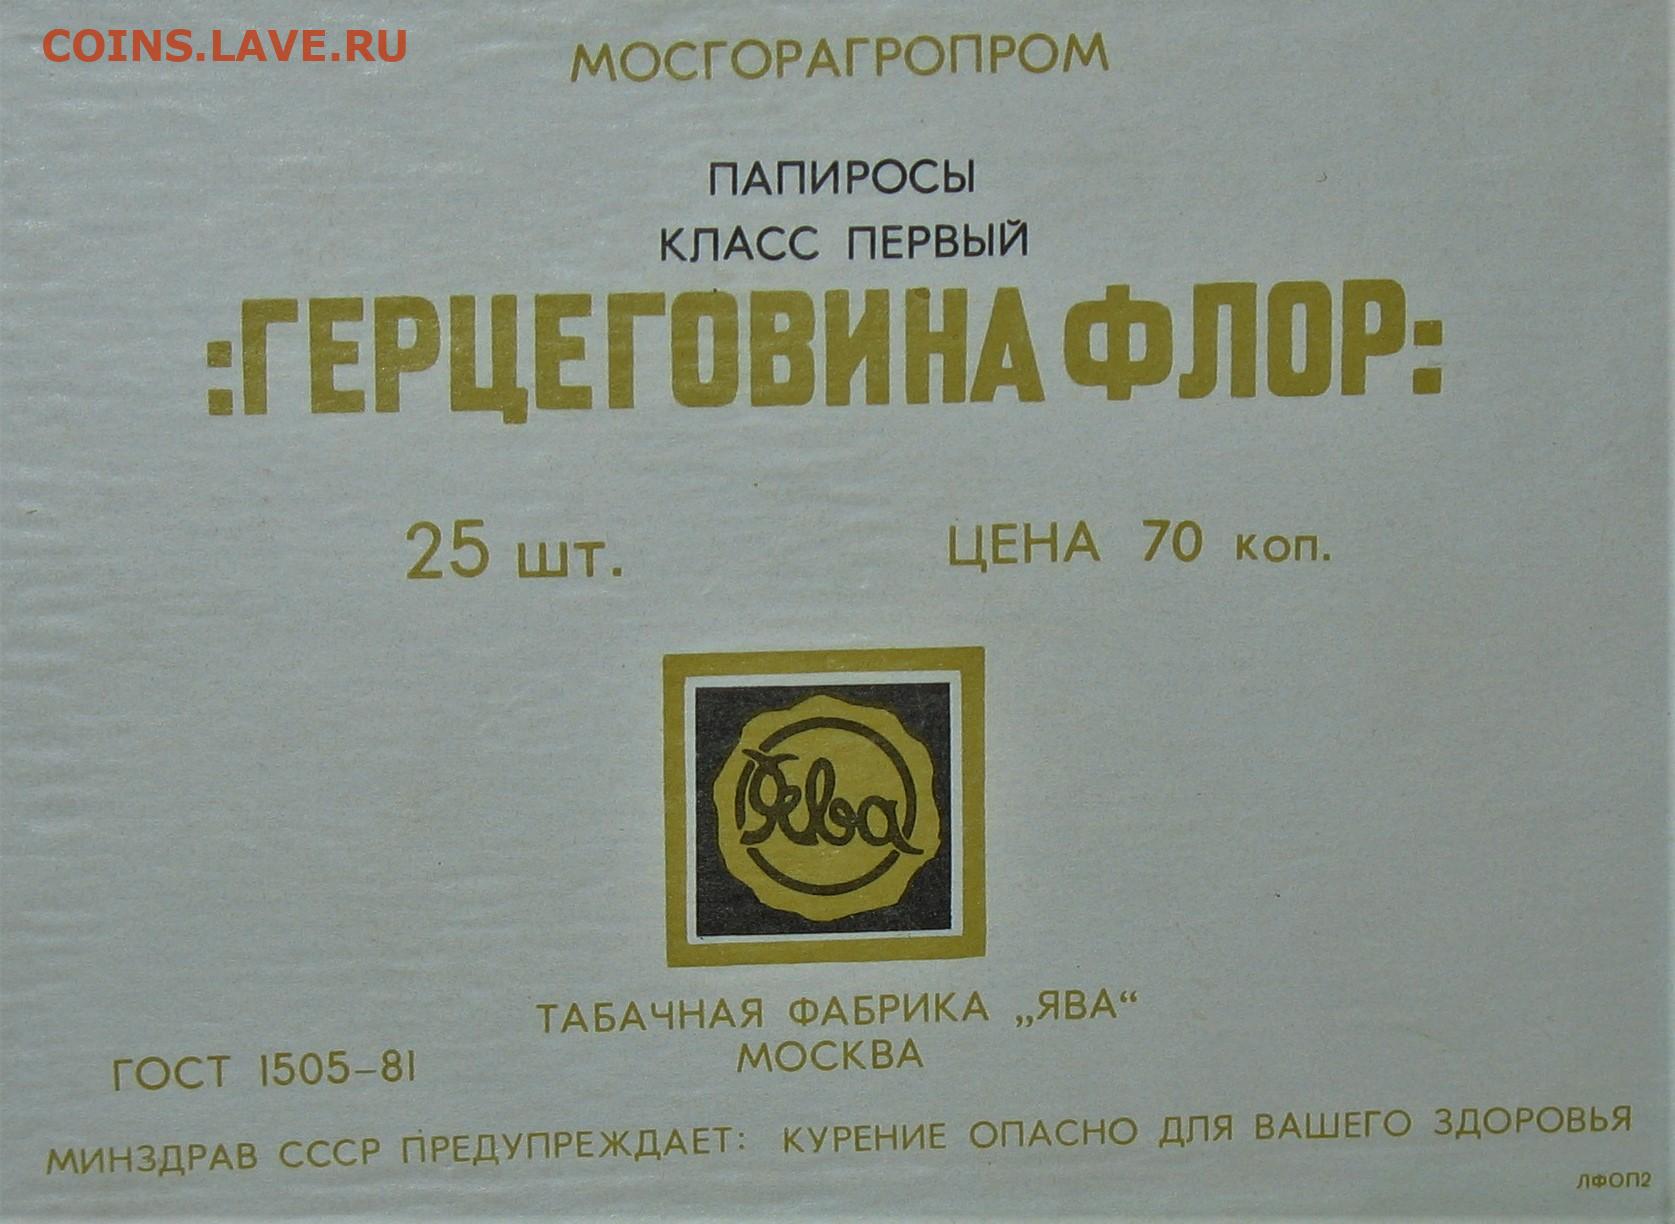 COINS.LAVE.RU
МОСГОРАГРОПРОМ
ПАПИРОСЫ
КЛАСС ПЕРВЫЙ
:ГЕРЦЕГОВИНА ФЛОР:
25 шт. ЦЕНА 70 коп.
Ява
ТАБАЧНАЯ ФАБРИКА „ЯВА“
МОСКВА
ГОСТ 1505-81
МИНЗДРАВ СССР ПРЕДУПРЕЖДАЕТ: КУРЕНИЕ ОПАСНО ДЛЯ ВАШЕГО ЗДОРОВЬЯ
ЛФОП2